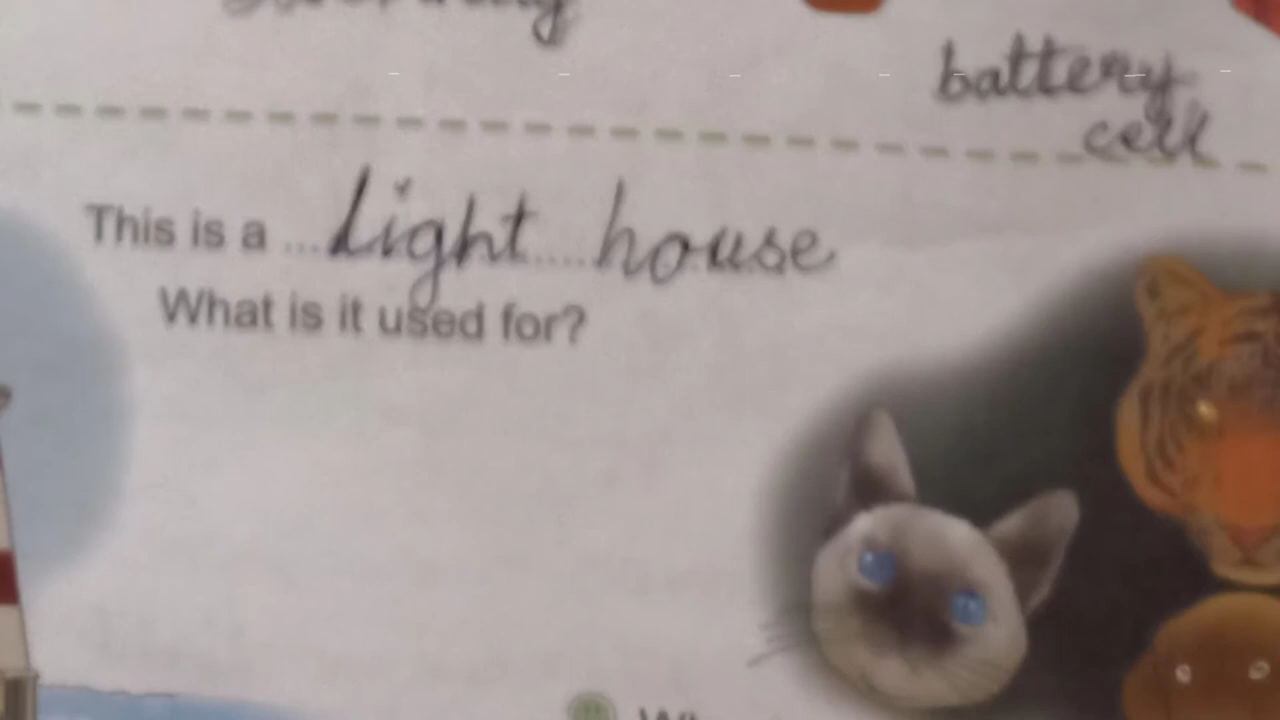 battery
cell
This is a ...Light....house
What is it used for?